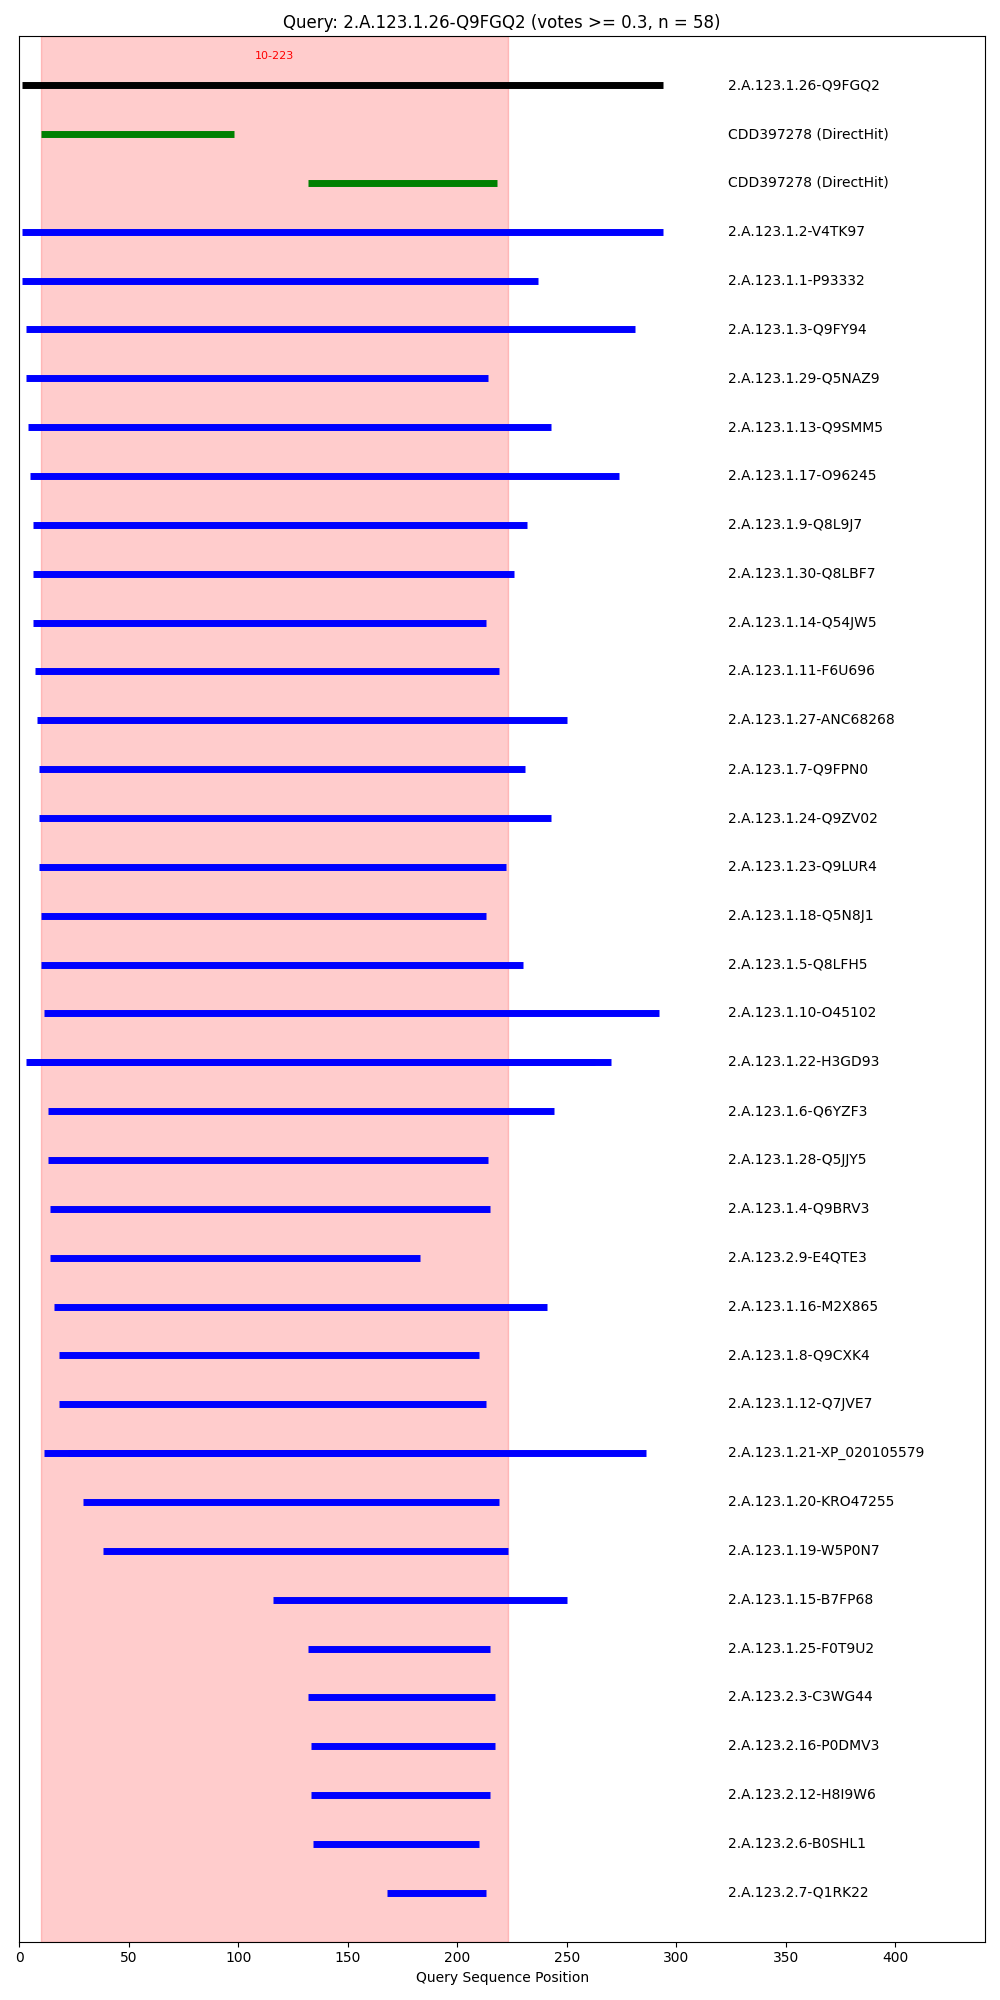 Query: 2.A.123.1.26-Q9FGQ2 (votes >= 0.3, n = 58)
10-223
2.A.123.1.26-Q9FGQ2
CDD397278 (DirectHit)
CDD397278 (DirectHit)
2.A.123.1.2-V4TK97
2.A.123.1.1-P93332
2.A.123.1.3-Q9FY94
2.A.123.1.29-Q5NAZ9
2.A.123.1.13-Q9SMM5
2.A.123.1.17-O96245
2.A.123.1.9-Q8L9J7
2.A.123.1.30-Q8LBF7
2.A.123.1.14-Q54JW5
2.A.123.1.11-F6U696
2.A.123.1.27-ANC68268
2.A.123.1.7-Q9FPN0
2.A.123.1.24-Q9ZV02
2.A.123.1.23-Q9LUR4
2.A.123.1.18-Q5N8J1
2.A.123.1.5-Q8LFH5
2.A.123.1.10-O45102
2.A.123.1.22-H3GD93
2.A.123.1.6-Q6YZF3
2.A.123.1.28-Q5JJY5
2.A.123.1.4-Q9BRV3
2.A.123.2.9-E4QTE3
2.A.123.1.16-M2X865
2.A.123.1.8-Q9CXK4
2.A.123.1.12-Q7JVE7
2.A.123.1.21-XP_020105579
2.A.123.1.20-KRO47255
2.A.123.1.19-W5P0N7
2.A.123.1.15-B7FP68
2.A.123.1.25-F0T9U2
2.A.123.2.3-C3WG44
2.A.123.2.16-P0DMV3
2.A.123.2.12-H8I9W6
2.A.123.2.6-B0SHL1
2.A.123.2.7-Q1RK22
0 50 100 150 200 250 300 350 400
Query Sequence Position